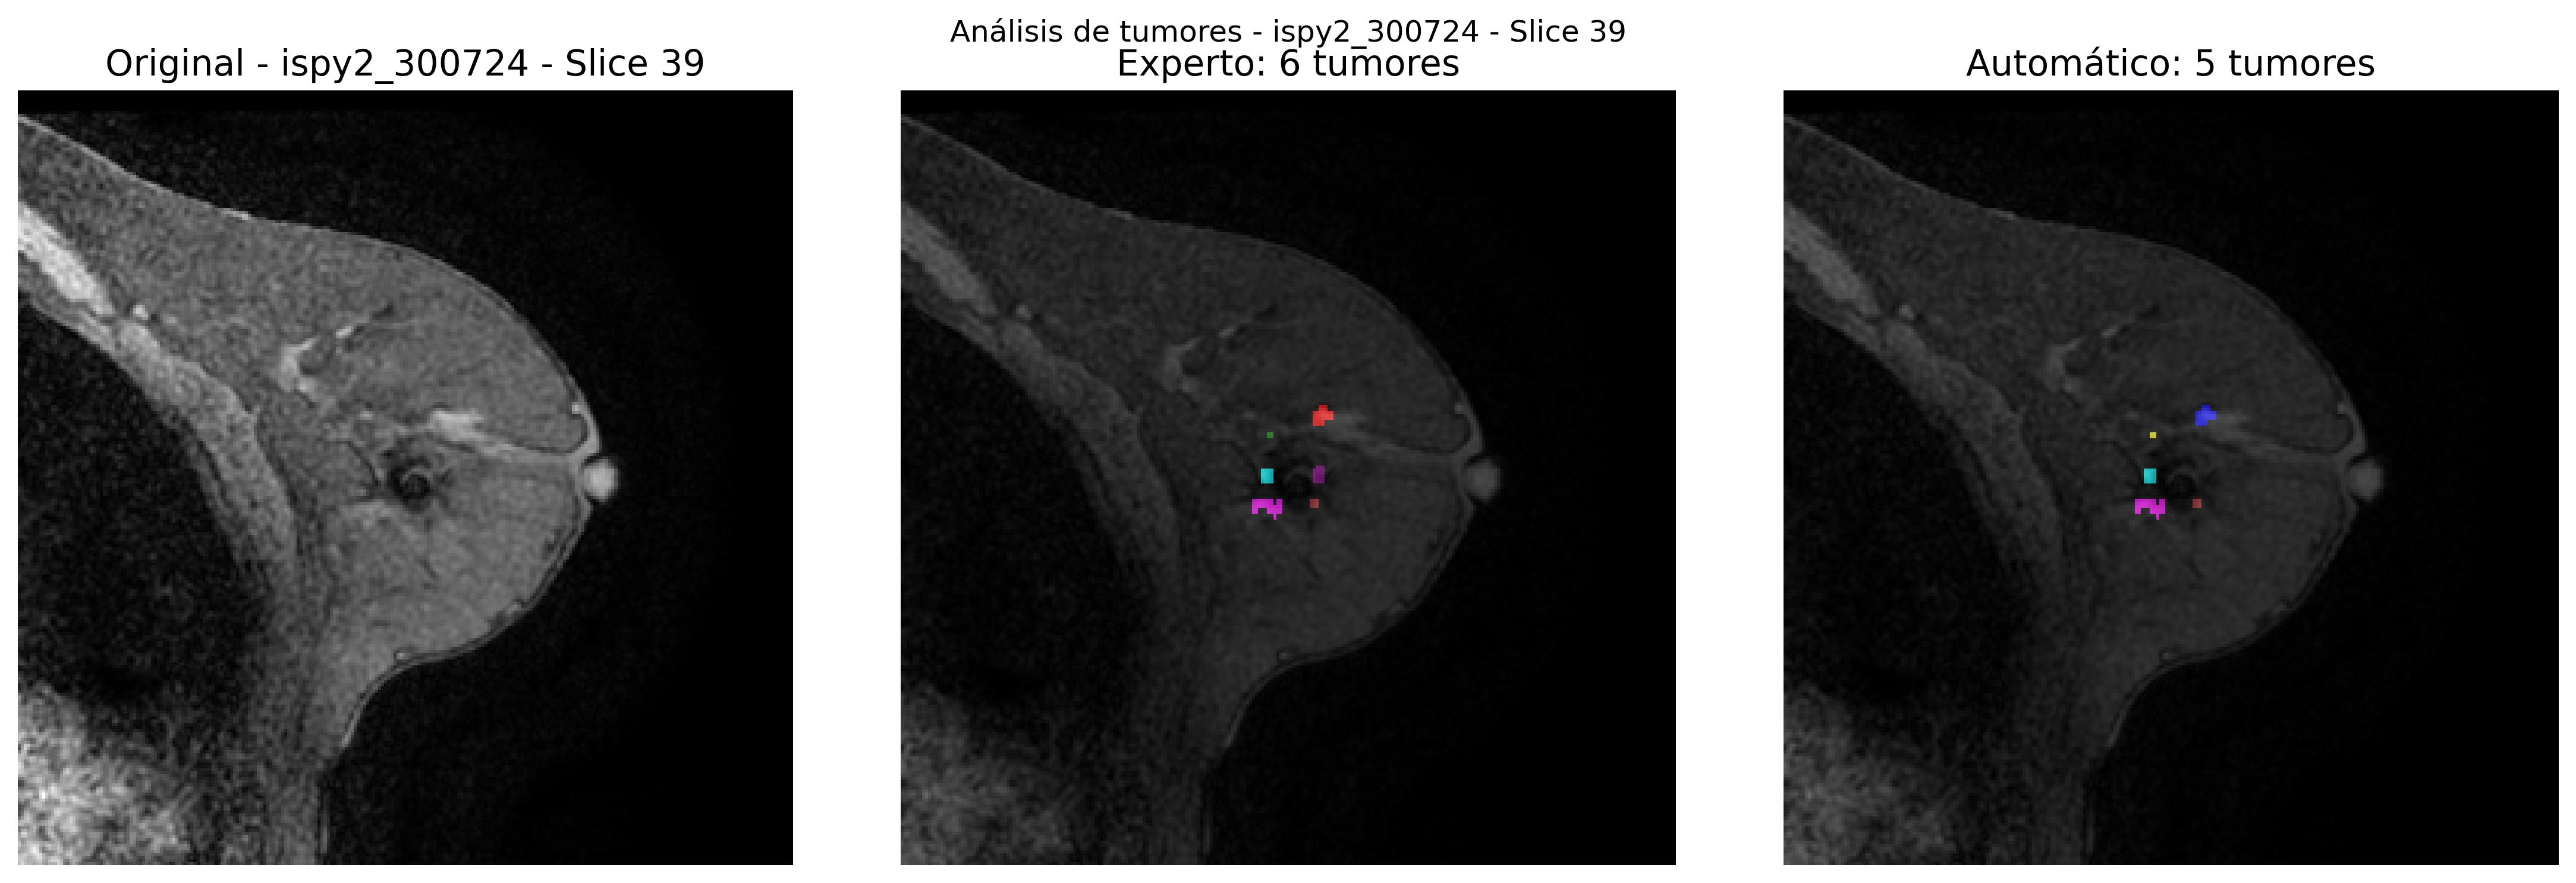 Análisis de tumores - ispy2_300724 - Slice 39
Original - ispy2_300724 - Slice 39
Experto: 6 tumores
Automático: 5 tumores